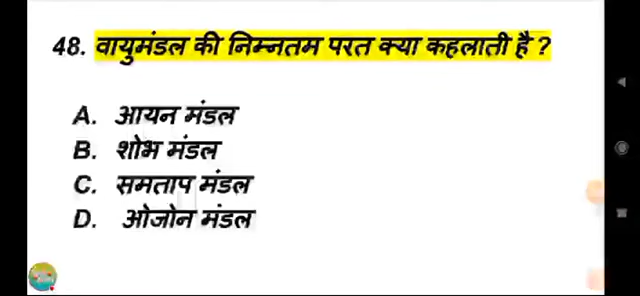 48. वायुमंडल की निम्नतम परत क्या कहलाती है ?
A. आयन मंडल
B. शोभ मंडल
C. समताप मंडल
D. ओजोन मंडल